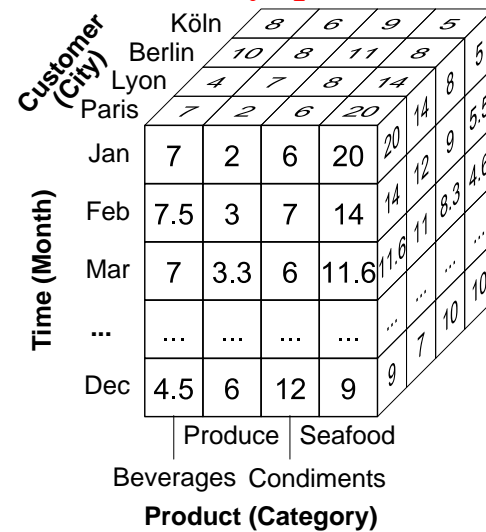 Customer
(City)
Köln 8 6 9 5
Berlin 10 8 11 8 5
Lyon 4 7 8 14 8
Paris 7 2 6 20 14 5.5
Jan 7 2 6 20 20 12 9 4.6
Feb 7.5 3 7 14 14 11 8.3 ...
Mar 7 3.3 6 11.6 11.6 ... ... 10
... ... ... ... ... ... 7 10
Dec 4.5 6 12 9 9
Produce Seafood
Beverages Condiments
Time (Month)
Product (Category)